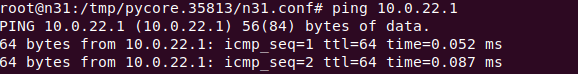 root@n31:/tmp/pycore.35813/n31.conf# ping 10.0.22.1
PING 10.0.22.1 (10.0.22.1) 56(84) bytes of data.
64 bytes from 10.0.22.1: icmp_seq=1 ttl=64 time=0.052 ms
64 bytes from 10.0.22.1: icmp_seq=2 ttl=64 time=0.087 ms